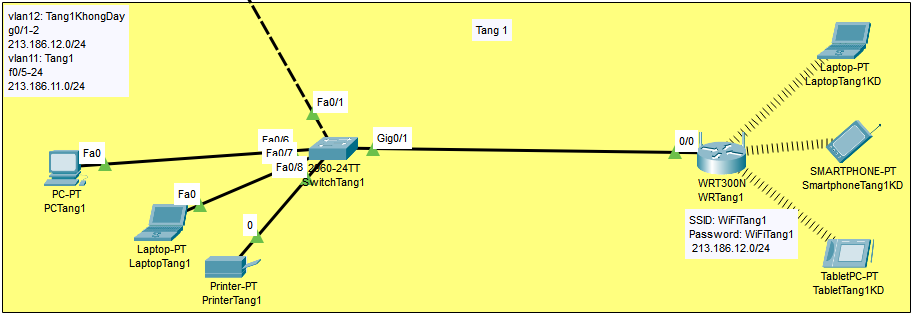 vlan12: Tang1KhongDay
g0/1-2
213.186.12.0/24
vlan11: Tang1
f0/5-24
213.186.11.0/24
Tang 1
Laptop-PT
LaptopTang1KD
Fa0/1
Gig0/1
Fa0/6
Fa0/7
Fa0/8
2960-24TT
SwitchTang1
Fa0
PC-PT
PCTang1
0/0
WRT300N
WRTang1
SMARTPHONE-PT
SmartphoneTang1KD
Fa0
Laptop-PT
LaptopTang1
SSID: WiFiTang1
Password: WiFiTang1
213.186.12.0/24
0
Printer-PT
PrinterTang1
TabletPC-PT
TabletTang1KD